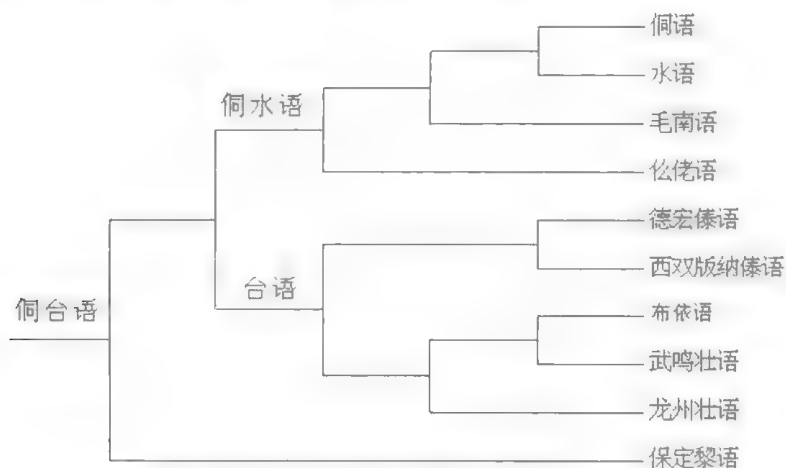 侗语
水语
侗水语
毛南语
仫佬语
德宏傣语
西双版纳傣语
台语
侗台语
布依语
武鸣壮语
龙州壮语
保定黎语